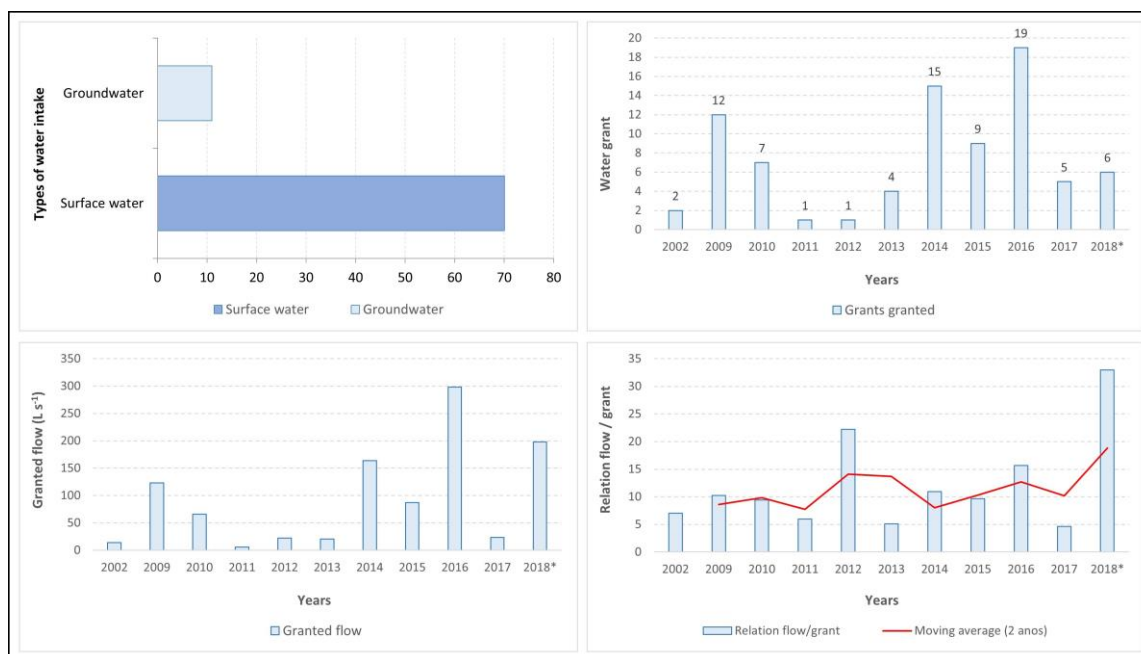 Types of water intake
Groundwater
Surface water
0 10 20 30 40 50 60 70 80
Surface water Groundwater
Water grant
20
18
16
14
12
10
8
6
4
2
0
2 12 7 1 1 4 15 9 19 5 6
2002 2009 2010 2011 2012 2013 2014 2015 2016 2017 2018*
Years
Grants granted
Granted flow (L s⁻¹)
350
300
250
200
150
100
50
0
2002 2009 2010 2011 2012 2013 2014 2015 2016 2017 2018*
Years
Granted flow
Relation flow / grant
35
30
25
20
15
10
5
0
2002 2009 2010 2011 2012 2013 2014 2015 2016 2017 2018*
Years
Relation flow/grant Moving average (2 anos)